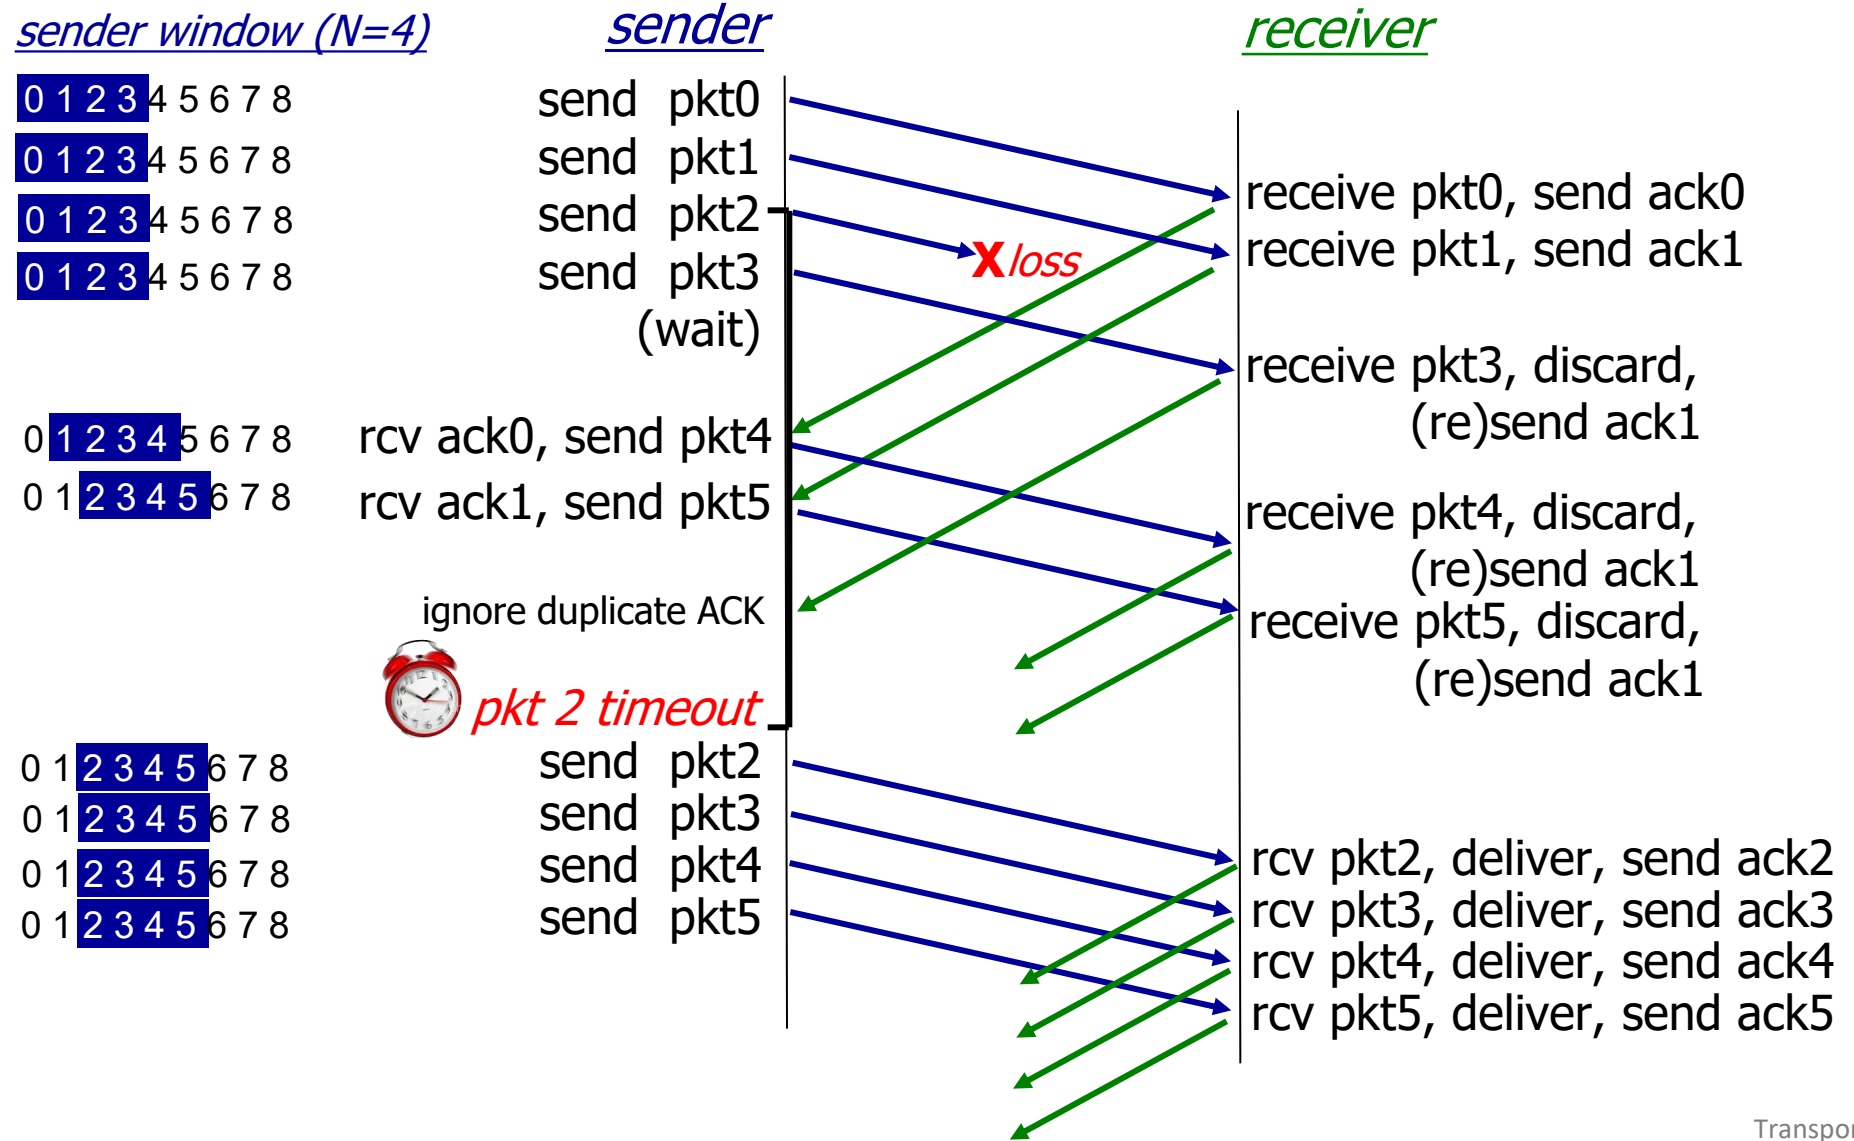 sender window (N=4) sender receiver
0 1 2 3 4 5 6 7 8 send pkt0
0 1 2 3 4 5 6 7 8 send pkt1
receive pkt0, send ack0
0 1 2 3 4 5 6 7 8 send pkt2
receive pkt1, send ack1
0 1 2 3 4 5 6 7 8 send pkt3
X loss
(wait)
receive pkt3, discard,
(re)send ack1
0 1 2 3 4 5 6 7 8 rcv ack0, send pkt4
0 1 2 3 4 5 6 7 8 rcv ack1, send pkt5
receive pkt4, discard,
(re)send ack1
ignore duplicate ACK
receive pkt5, discard,
(re)send ack1
pkt 2 timeout
0 1 2 3 4 5 6 7 8 send pkt2
0 1 2 3 4 5 6 7 8 send pkt3
0 1 2 3 4 5 6 7 8 send pkt4
rcv pkt2, deliver, send ack2
0 1 2 3 4 5 6 7 8 send pkt5
rcv pkt3, deliver, send ack3
rcv pkt4, deliver, send ack4
rcv pkt5, deliver, send ack5
Transpor